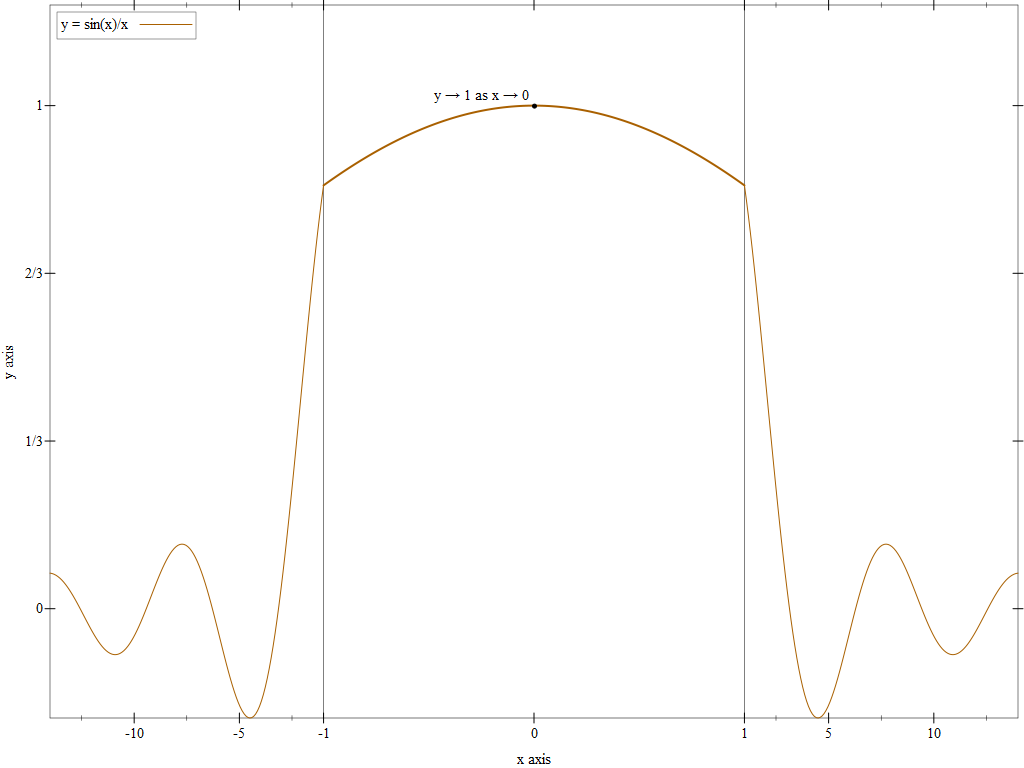 y = sin(x)/x
y → 1 as x → 0
1
2/3
1/3
0
y axis
-10
-5
-1
0
1
5
10
x axis